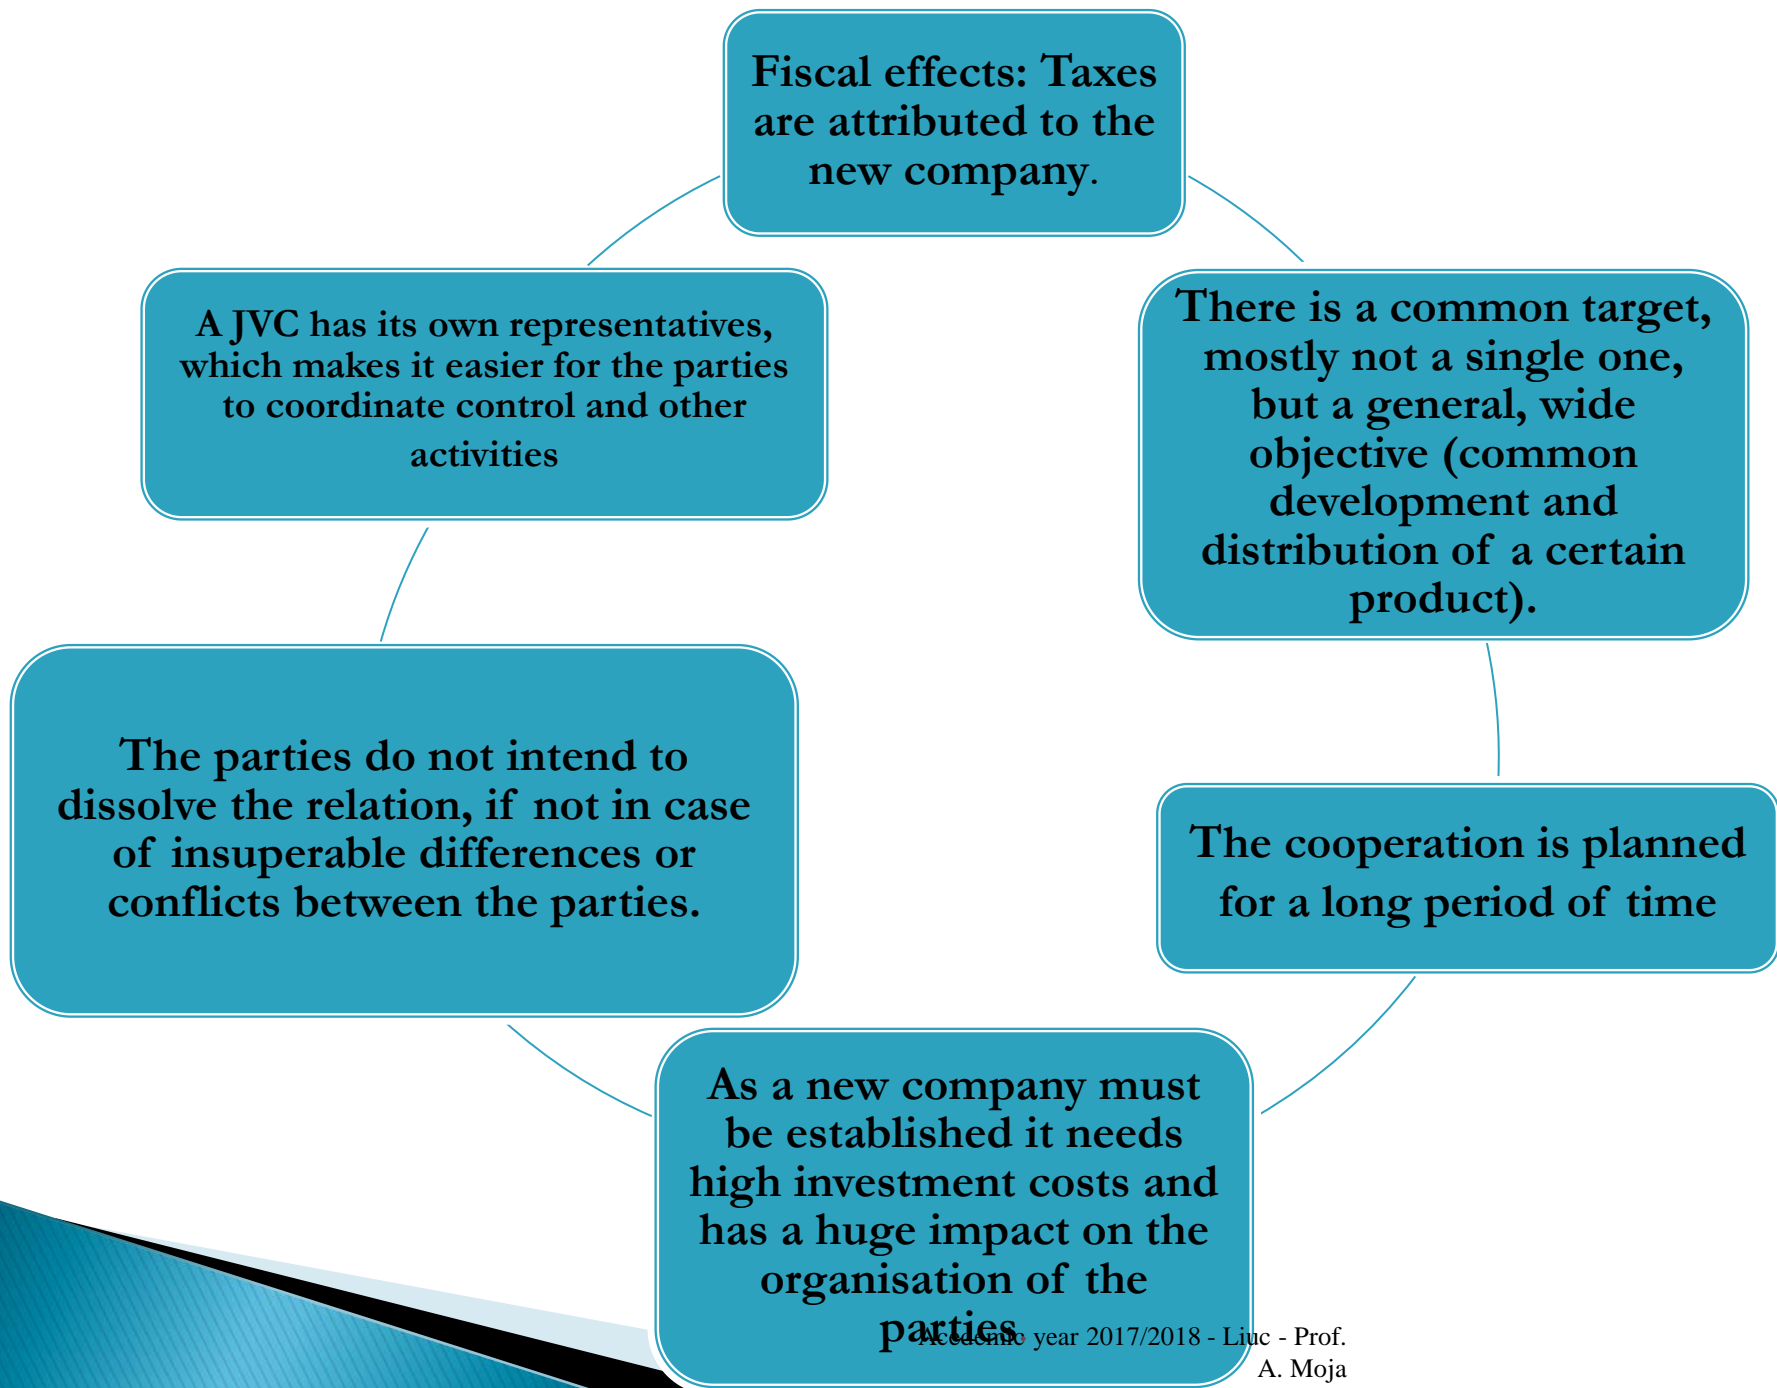 Fiscal effects: Taxes
are attributed to the
new company.
There is a common target,
mostly not a single one,
but a general, wide
objective (common
development and
distribution of a certain
product).
The cooperation is planned
for a long period of time
As a new company must
be established it needs
high investment costs and
has a huge impact on the
organisation of the
parties.
The parties do not intend to
dissolve the relation, if not in case
of insuperable differences or
conflicts between the parties.
A JVC has its own representatives,
which makes it easier for the parties
to coordinate control and other
activities
Accedemic year 2017/2018 - Liuc - Prof.
A. Moja